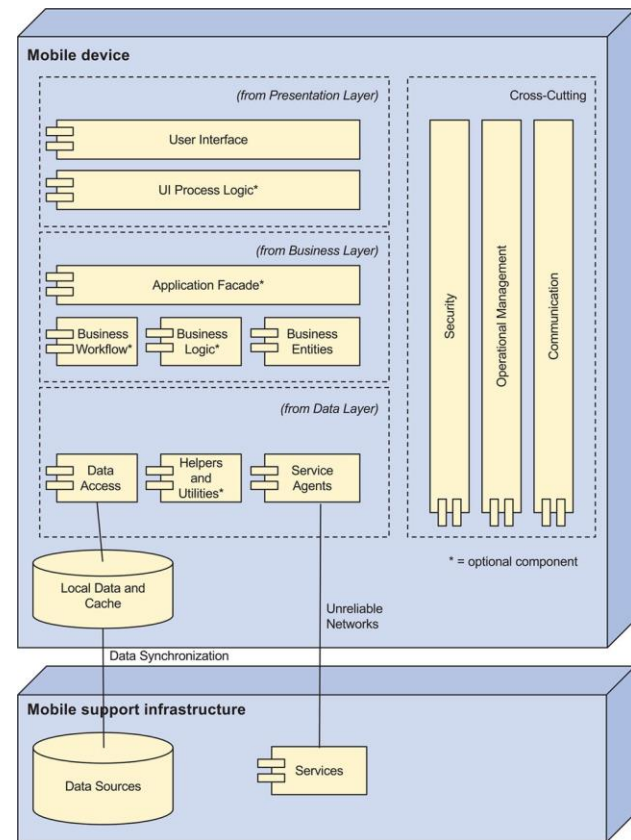 Mobile device
(from Presentation Layer)
User Interface
UI Process Logic*
(from Business Layer)
Application Facade*
Business
Workflow*
Business
Logic*
Business
Entities
(from Data Layer)
Data
Access
Helpers
and
Utilities*
Service
Agents
Cross-Cutting
Security
Operational Management
Communication
* = optional component
Local Data and
Cache
Unreliable
Networks
Data Synchronization
Mobile support infrastructure
Data Sources
Services